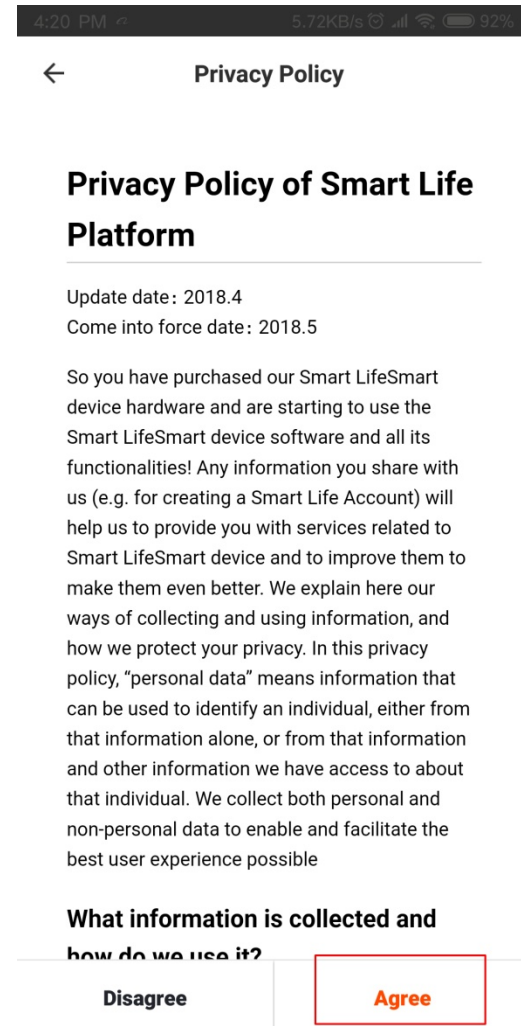 4:20 PM 5.72KB/s 92%
Privacy Policy
Privacy Policy of Smart Life
Platform
Update date: 2018.4
Come into force date: 2018.5
So you have purchased our Smart LifeSmart
device hardware and are starting to use the
Smart LifeSmart device software and all its
functionalities! Any information you share with
us (e.g. for creating a Smart Life Account) will
help us to provide you with services related to
Smart LifeSmart device and to improve them to
make them even better. We explain here our
ways of collecting and using information, and
how we protect your privacy. In this privacy
policy, “personal data” means information that
can be used to identify an individual, either from
that information alone, or from that information
and other information we have access to about
that individual. We collect both personal and
non-personal data to enable and facilitate the
best user experience possible
What information is collected and
how do we use it?
Disagree Agree